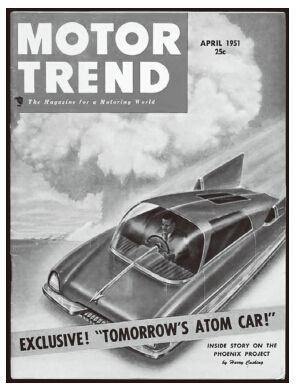 MOTOR
TREND
APRIL 1951
25c
The Magazine for a Motoring World
EXCLUSIVE! "TOMORROW'S ATOM CAR!"
INSIDE STORY ON THE
PHOENIX PROJECT
by Harry Cushing